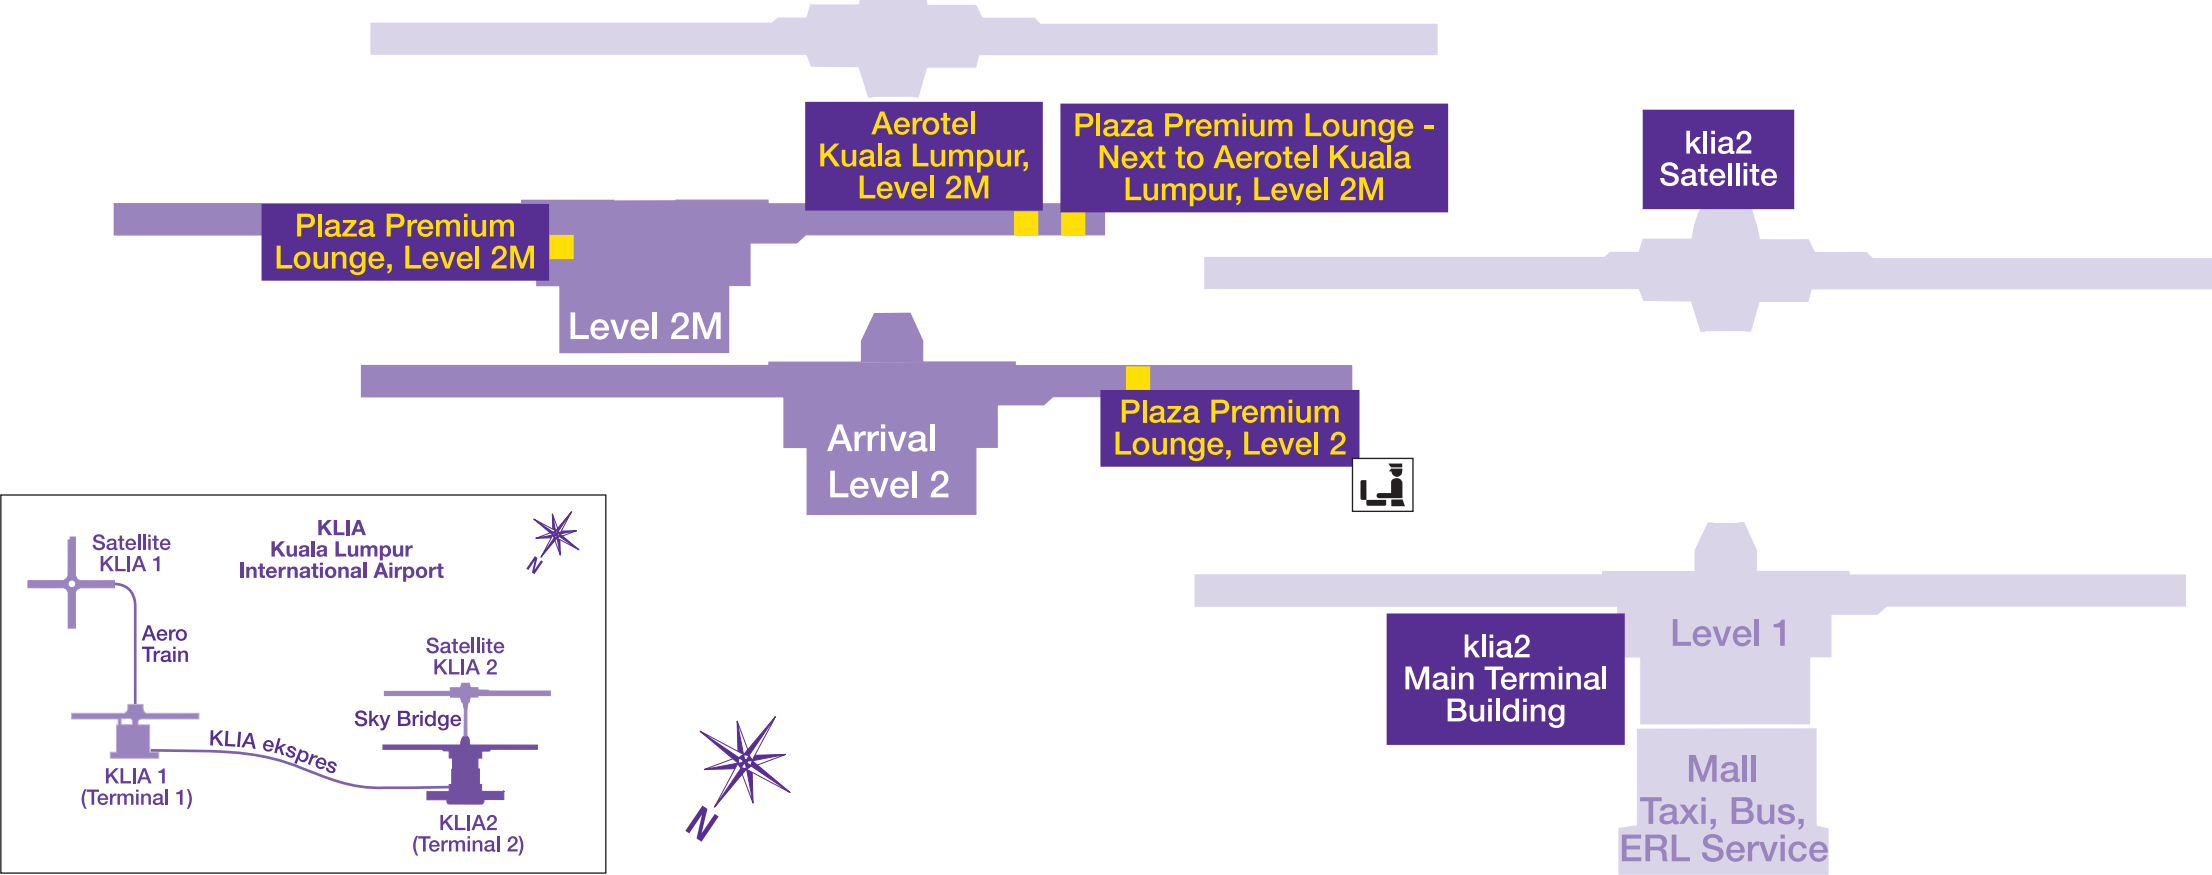 Aerotel
Kuala Lumpur,
Level 2M
Plaza Premium Lounge -
Next to Aerotel Kuala
Lumpur, Level 2M
klia2
Satellite
Plaza Premium
Lounge, Level 2M
Level 2M
Arrival
Level 2
Plaza Premium
Lounge, Level 2
KLIA
Kuala Lumpur
International Airport
N
Satellite
KLIA 1
Aero
Train
Satellite
KLIA 2
Sky Bridge
KLIA ekspres
KLIA 1
(Terminal 1)
KLIA2
(Terminal 2)
N
klia2
Main Terminal
Building
Level 1
Mall
Taxi, Bus,
ERL Service